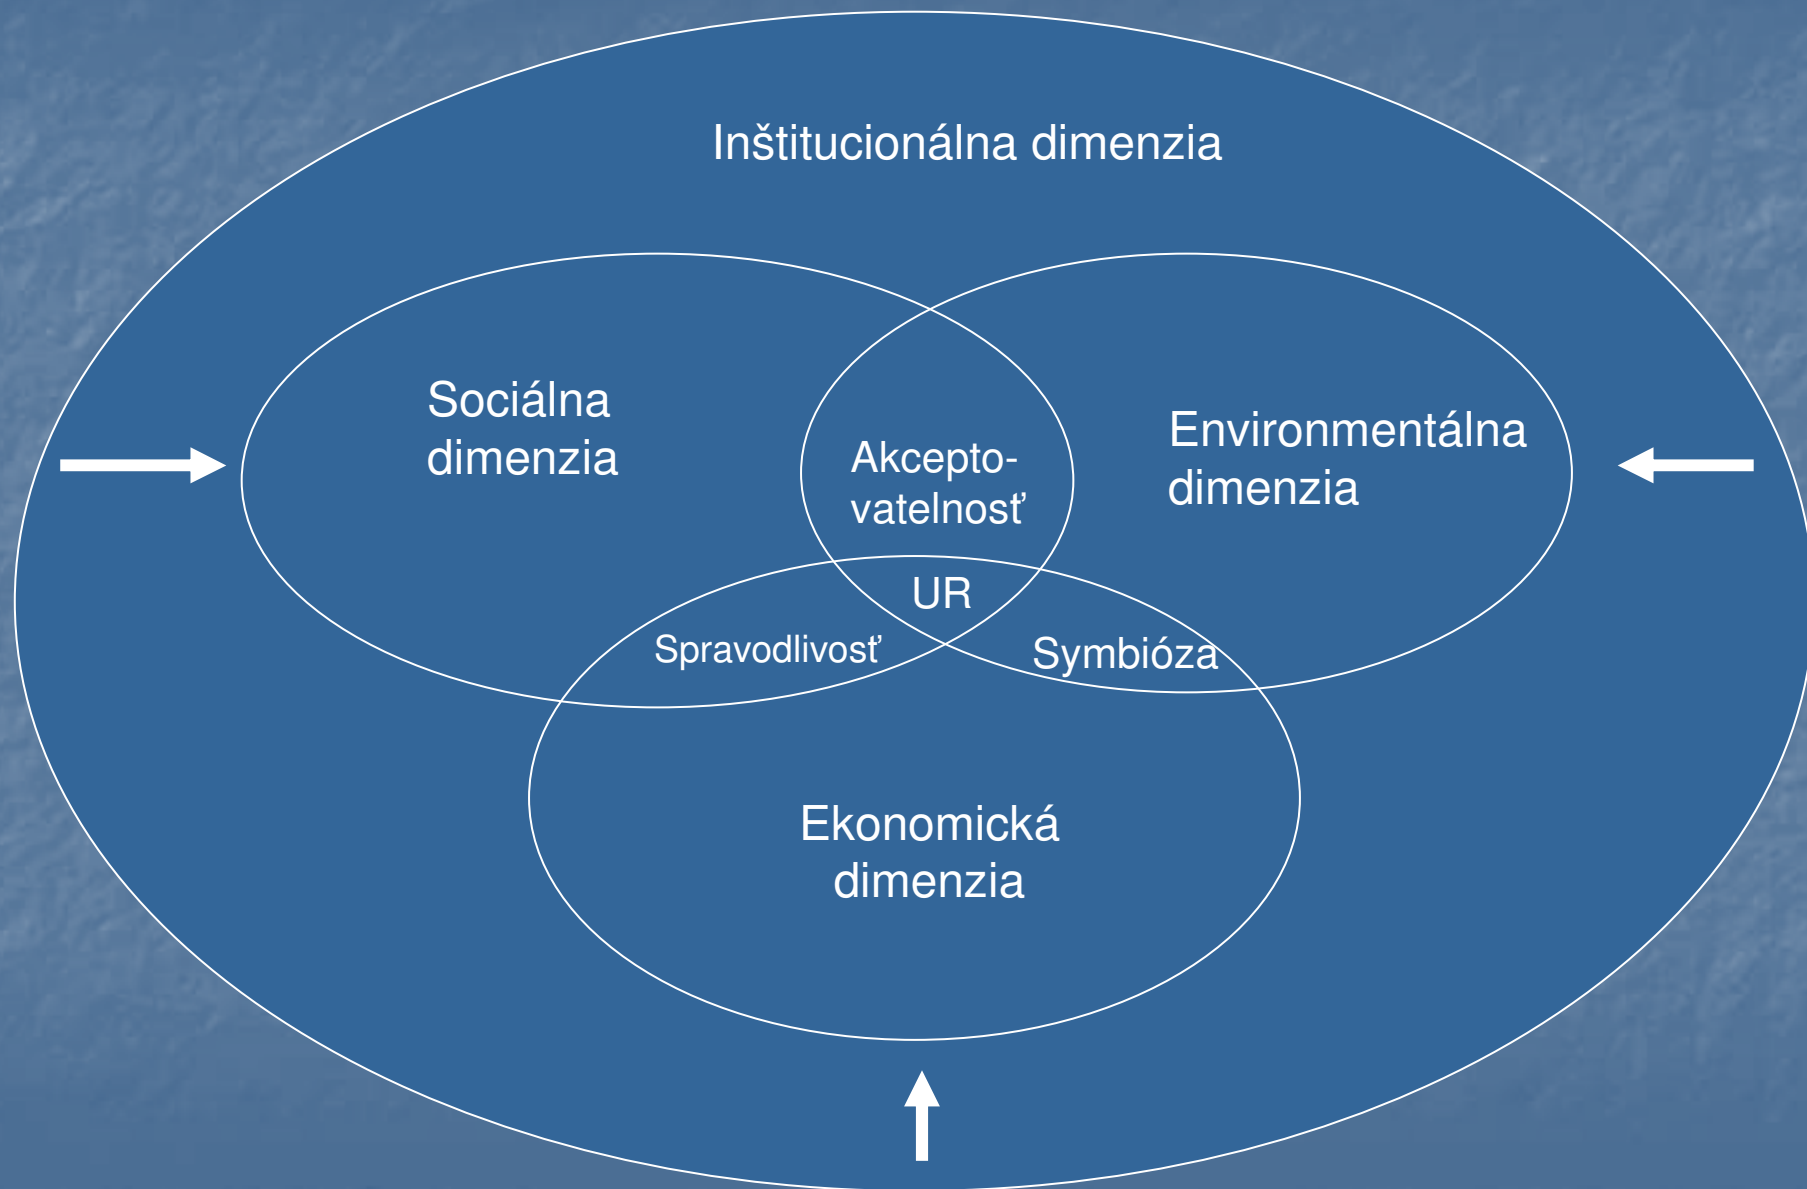 Inštitucionálna dimenzia
Sociálna
dimenzia
Environmentálna
dimenzia
Akcepto-
vatelnosť
UR
Spravodlivosť
Symbióza
Ekonomická
dimenzia